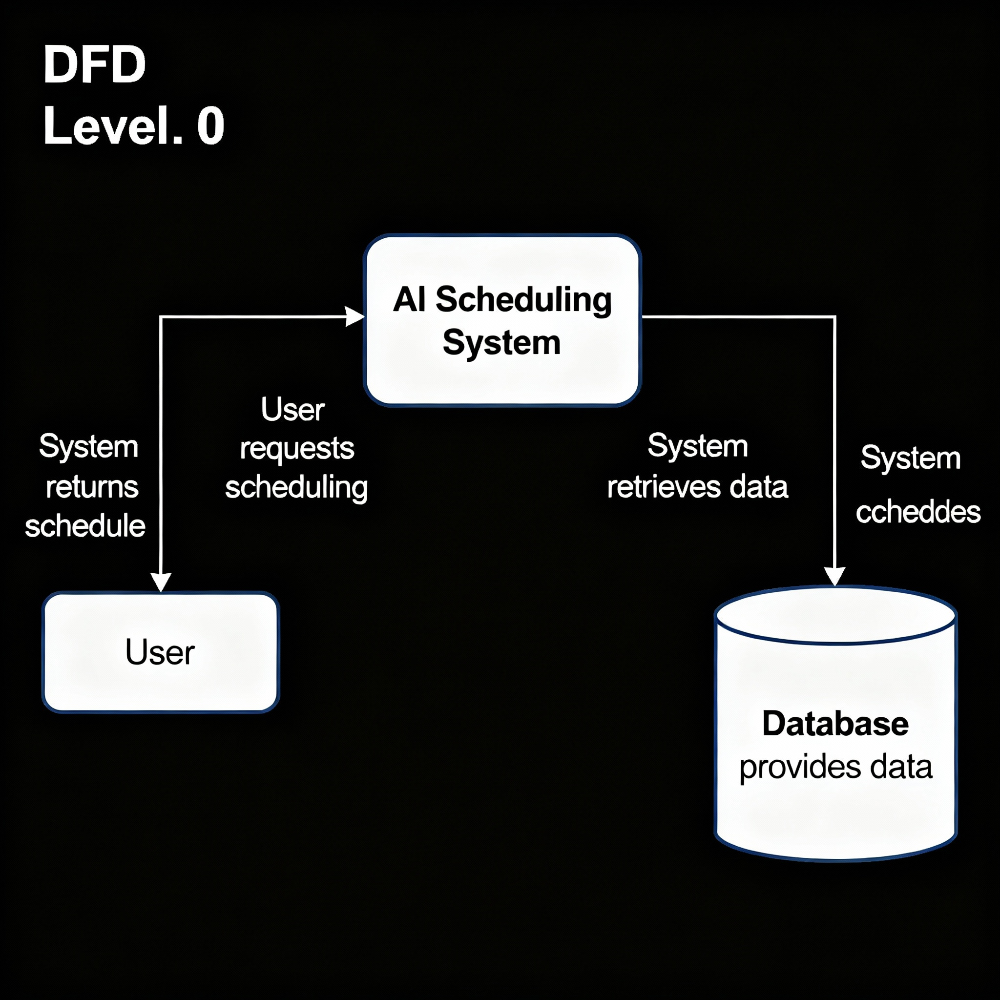 DFD
Level. 0
AI Scheduling
System
User
requests
scheduling
System
returns
schedule
System
retrieves data
System
ccheddes
User
Database
provides data